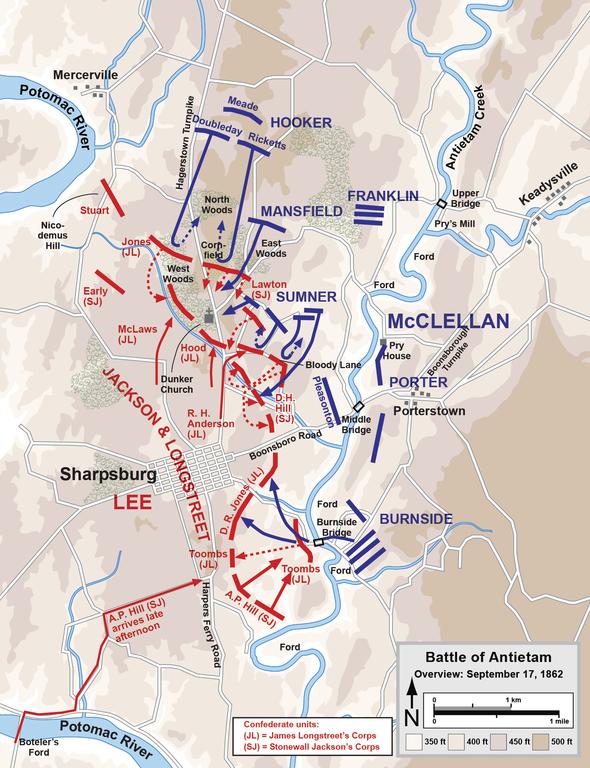 Mercerville
Potomac River
Hagerstown Turnpike
Meade
Doubleday
Ricketts
HOOKER
Antietam Creek
Keedysville
Upper
Bridge
Pry's Mill
FRANKLIN
North
Woods
MANSFIELD
Stuart
Nico-
demus
Hill
Jones
(JL)
Corn-
field
East
Woods
Ford
West
Woods
Early
(SJ)
Lawton
(SJ)
Ford
SUMNER
McLaws
(JL)
Hood
(JL)
McCLELLAN
Pry
House
Boonsborough
Turnpike
Dunker
Church
Bloody Lane
PORTER
Pleasonton
Porterstown
JACKSON & LONGSTREET
R. H.
Anderson
(JL)
D.H.
Hill
(SJ)
Middle
Bridge
Boonsboro Road
Sharpsburg
LEE
D. R. Jones (JL)
Ford
Burnside
Bridge
BURNSIDE
Toombs
(JL)
Toombs
(JL)
Ford
A.P. Hill (SJ)
A.P. Hill (SJ)
arrives late
afternoon
Harpers Ferry Road
Ford
Potomac River
Boteler's
Ford
Confederate units:
(JL) = James Longstreet's Corps
(SJ) = Stonewall Jackson's Corps
Battle of Antietam
Overview: September 17, 1862
N
0 1 km
0 1 mile
350 ft 400 ft 450 ft 500 ft